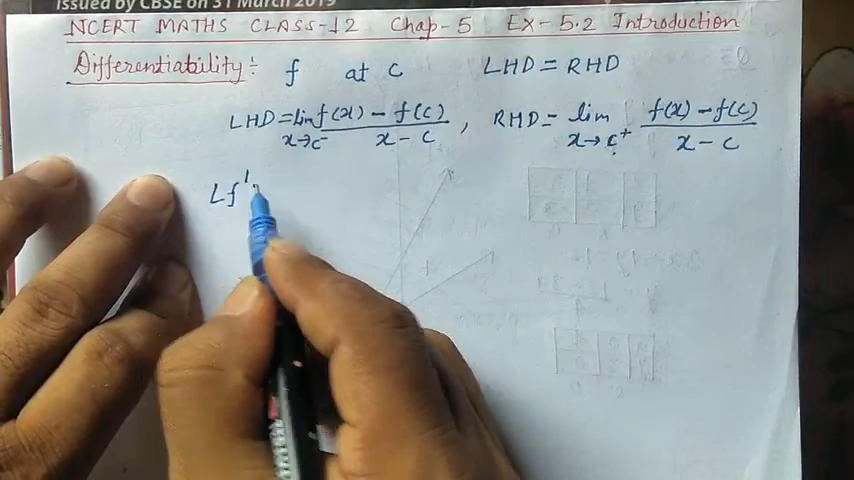 Issued by CBSE on 31 March 2019
NCERT MATHS CLASS-12 Chap-5 EX-5.2 Introduction
Differentiability: f at c LHD = RHD
LHD = lim x→c⁻ f(x) - f(c) / x - c , RHD = lim x→c⁺ f(x) - f(c) / x - c
Lf'